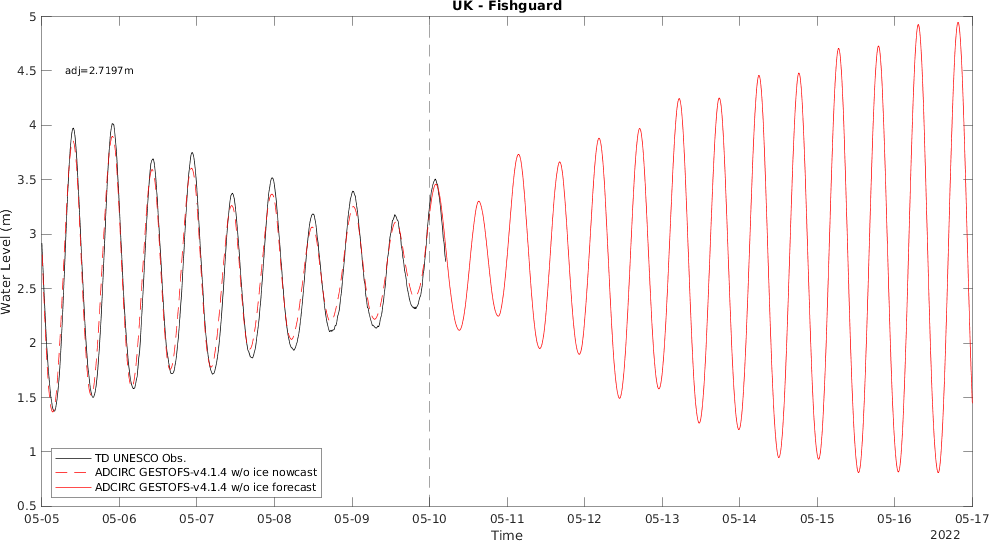 UK - Fishguard
5
4.5
4
3.5
3
2.5
2
1.5
1
0.5
Water Level (m)
adj=2.7197m
TD UNESCO Obs.
ADCIRC GESTOFS-v4.1.4 w/o ice nowcast
ADCIRC GESTOFS-v4.1.4 w/o ice forecast
05-05 05-06 05-07 05-08 05-09 05-10 05-11 05-12 05-13 05-14 05-15 05-16 05-17
Time
2022